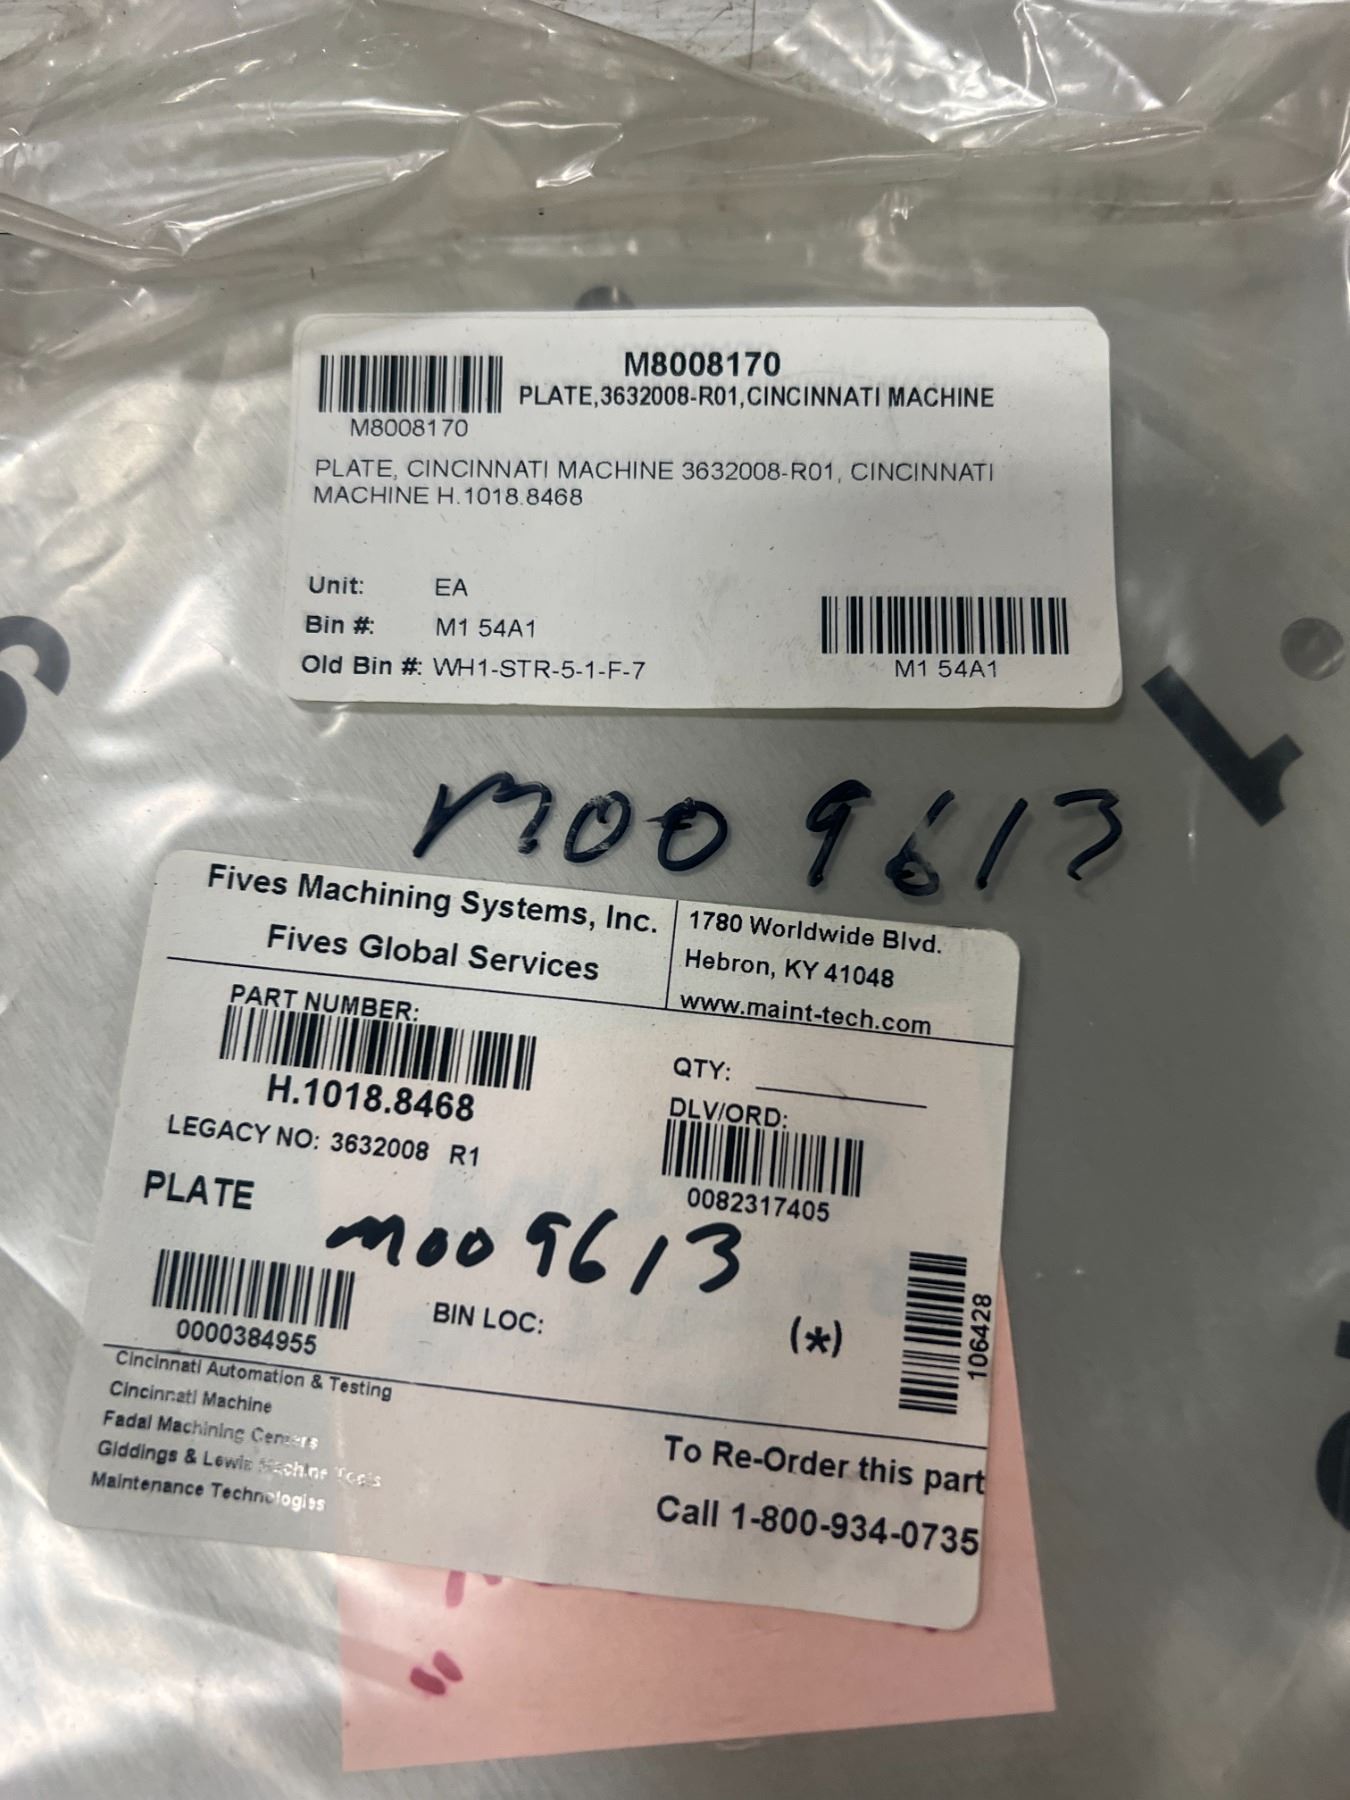 M8008170
PLATE,3632008-R01,CINCINNATI MACHINE
M8008170
PLATE, CINCINNATI MACHINE 3632008-R01, CINCINNATI
MACHINE H.1018.8468
Unit: EA
Bin #: M1 54A1
Old Bin #: WH1-STR-5-1-F-7
M1 54A1
1
M009613
Fives Machining Systems, Inc.
Fives Global Services
1780 Worldwide Blvd.
Hebron, KY 41048
www.maint-tech.com
PART NUMBER:
H.1018.8468
LEGACY NO: 3632008 R1
PLATE
QTY:
DLV/ORD:
0082317405
M009613
0000384955
BIN LOC:
(*)
106428
Cincinnati Automation & Testing
Cincinnati Machine
Fadal Machining Centers
Giddings & Lewis Machine Tools
Maintenance Technologies
To Re-Order this part
Call 1-800-934-0735